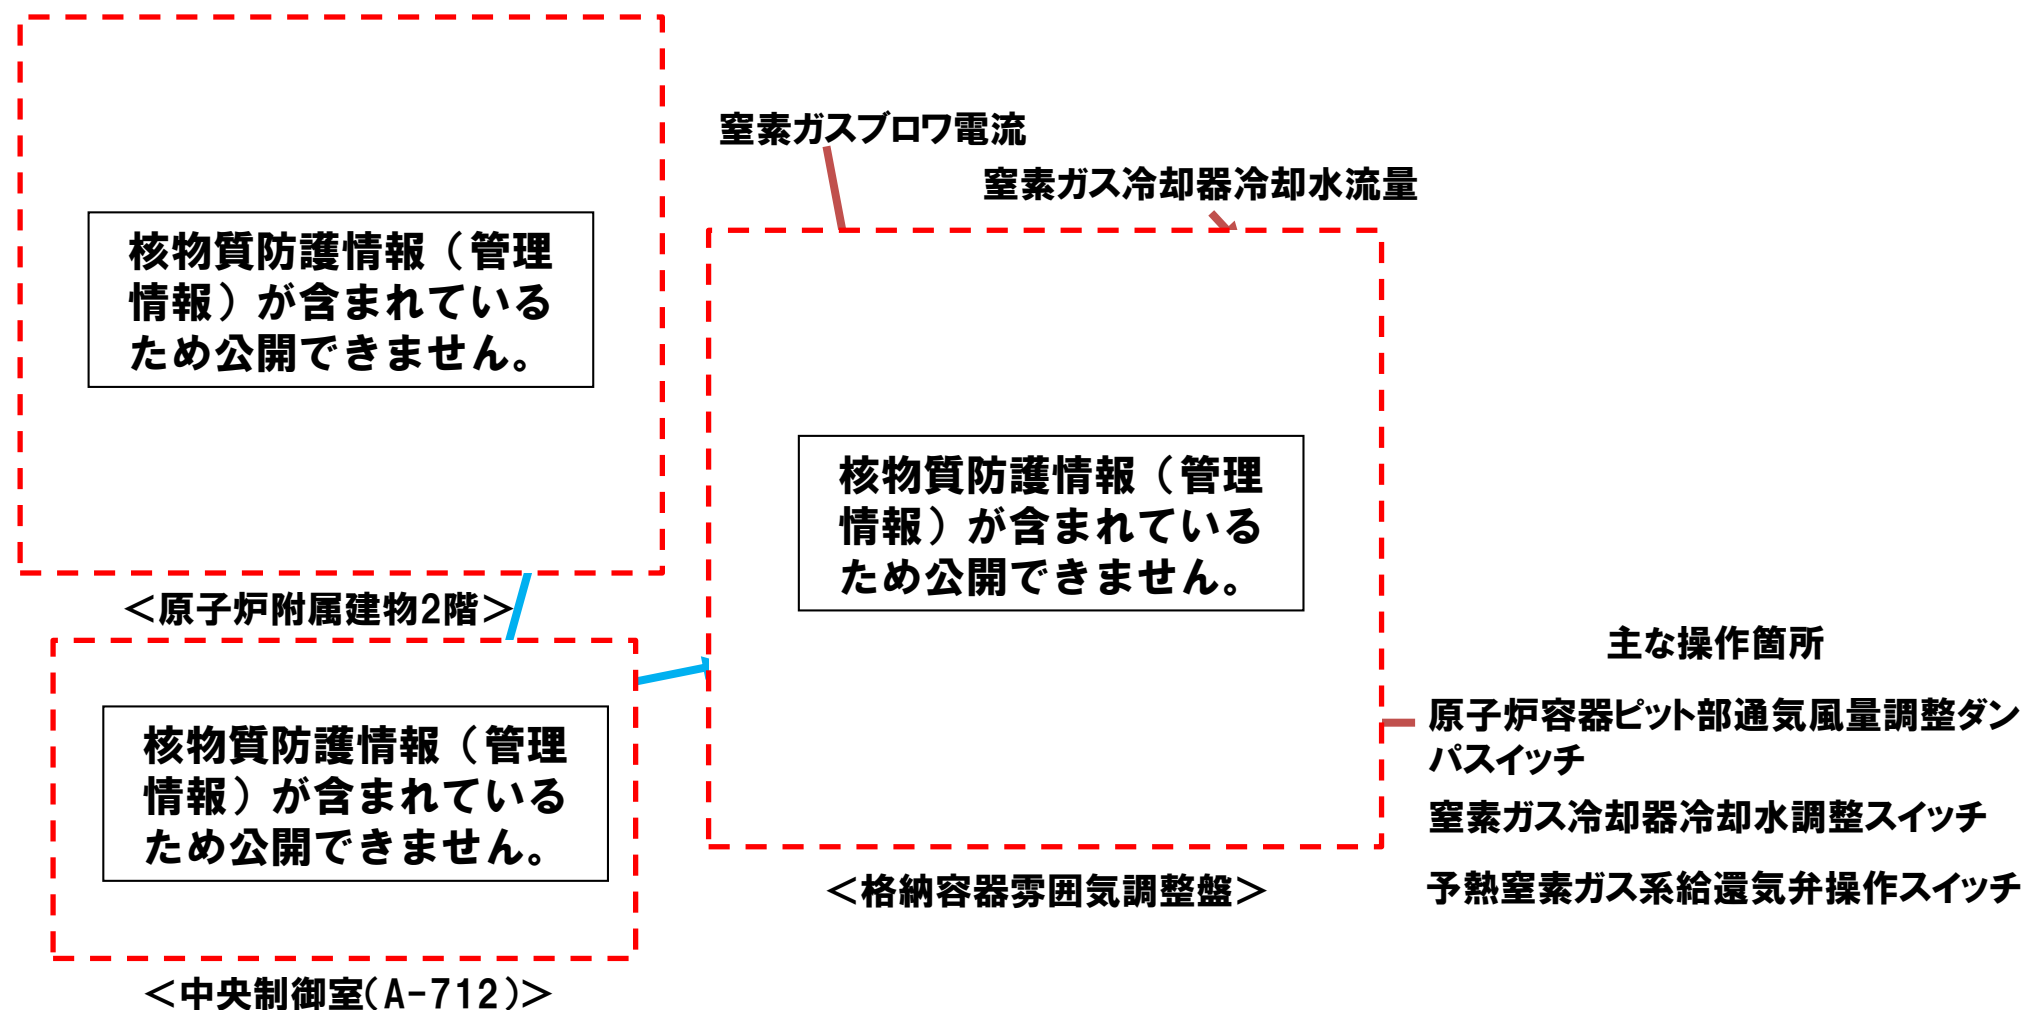 核物質防護情報（管理
情報）が含まれている
ため公開できません。
＜原子炉附属建物2階＞
核物質防護情報（管理
情報）が含まれている
ため公開できません。
＜中央制御室(A-712)＞
窒素ガスブロワ電流
窒素ガス冷却器冷却水流量
核物質防護情報（管理
情報）が含まれている
ため公開できません。
＜格納容器雰囲気調整盤＞
主な操作箇所
原子炉容器ピット部通気風量調整ダン
パスイッチ
窒素ガス冷却器冷却水調整スイッチ
予熱窒素ガス系給還気弁操作スイッチ